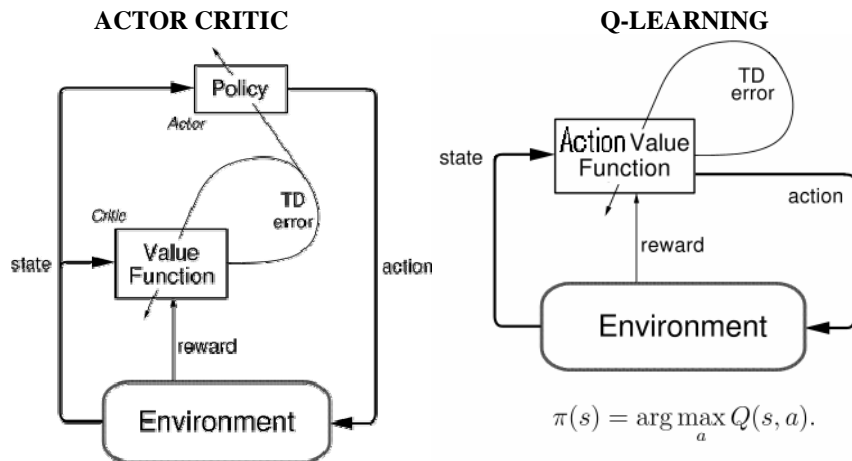 ACTOR CRITIC
Policy
Actor
TD
error
Critic
Value
Function
state
action
reward
Environment
Q-LEARNING
TD
error
Action Value
Function
state
action
reward
Environment
π(s) = arg max Q(s, a).
a